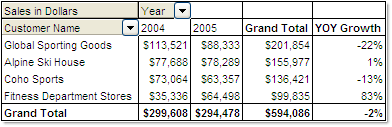 Sales in Dollars Year
Customer Name 2004 2005 Grand Total YOY Growth
Global Sporting Goods $113,521 $88,333 $201,854 -22%
Alpine Ski House $77,688 $78,289 $155,977 1%
Coho Sports $73,064 $63,357 $136,421 -13%
Fitness Department Stores $35,336 $64,498 $99,835 83%
Grand Total $299,608 $294,478 $594,086 -2%